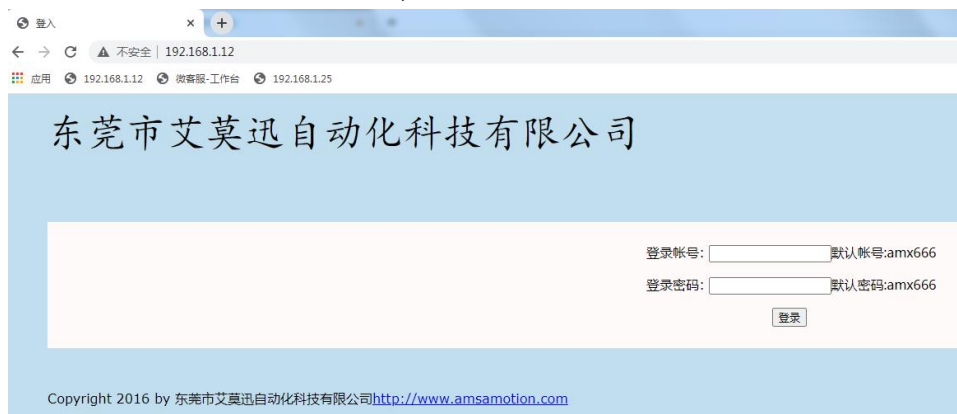 登入
不安全 | 192.168.1.12
应用 192.168.1.12 微客服-工作台 192.168.1.25
东莞市艾莫迅自动化科技有限公司
登录帐号: 默认帐号:amx666
登录密码: 默认密码:amx666
登录
Copyright 2016 by 东莞市艾莫迅自动化科技有限公司http://www.amsamotion.com